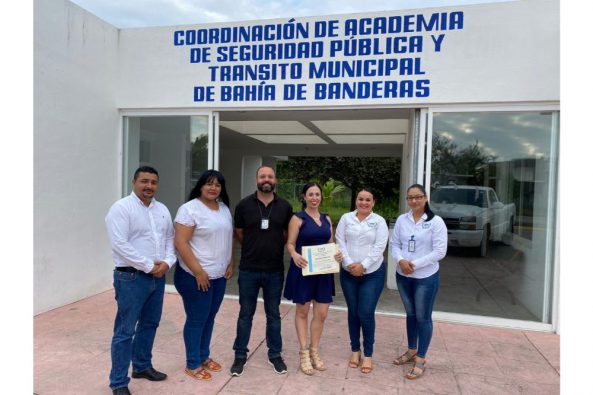 COORDINACIÓN DE ACADEMIA
DE SEGURIDAD PÚBLICA Y
TRANSITO MUNICIPAL
DE BAHÍA DE BANDERAS